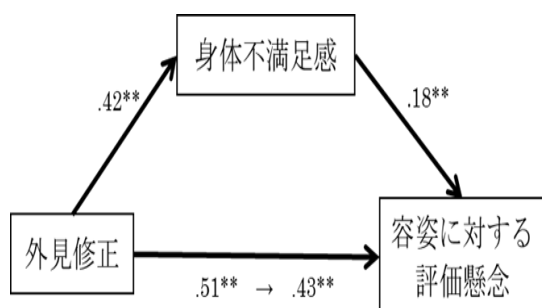 身体不満足感
.42**
.18**
外見修正
容姿に対する
評価懸念
.51** → .43**